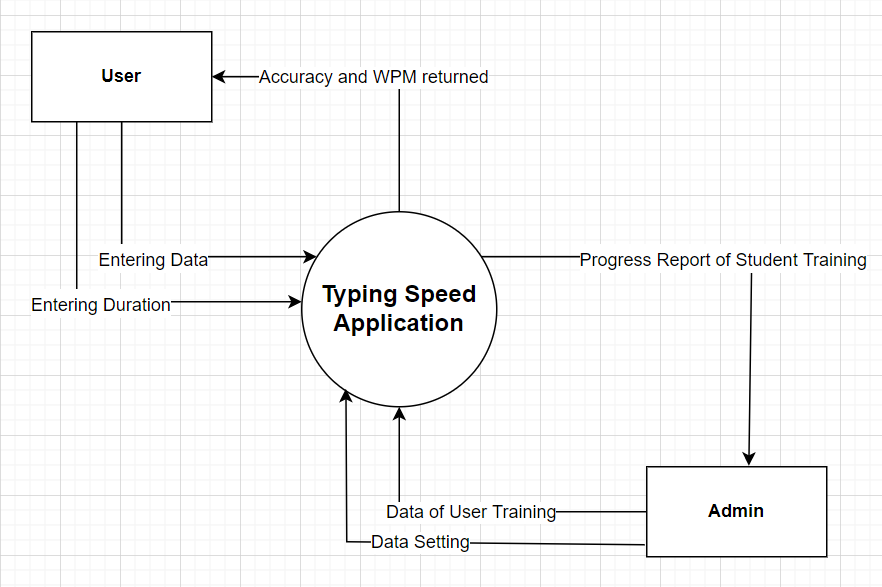 User
Accuracy and WPM returned
Entering Data
Progress Report of Student Training
Entering Duration
Typing Speed
Application
Data of User Training
Admin
Data Setting